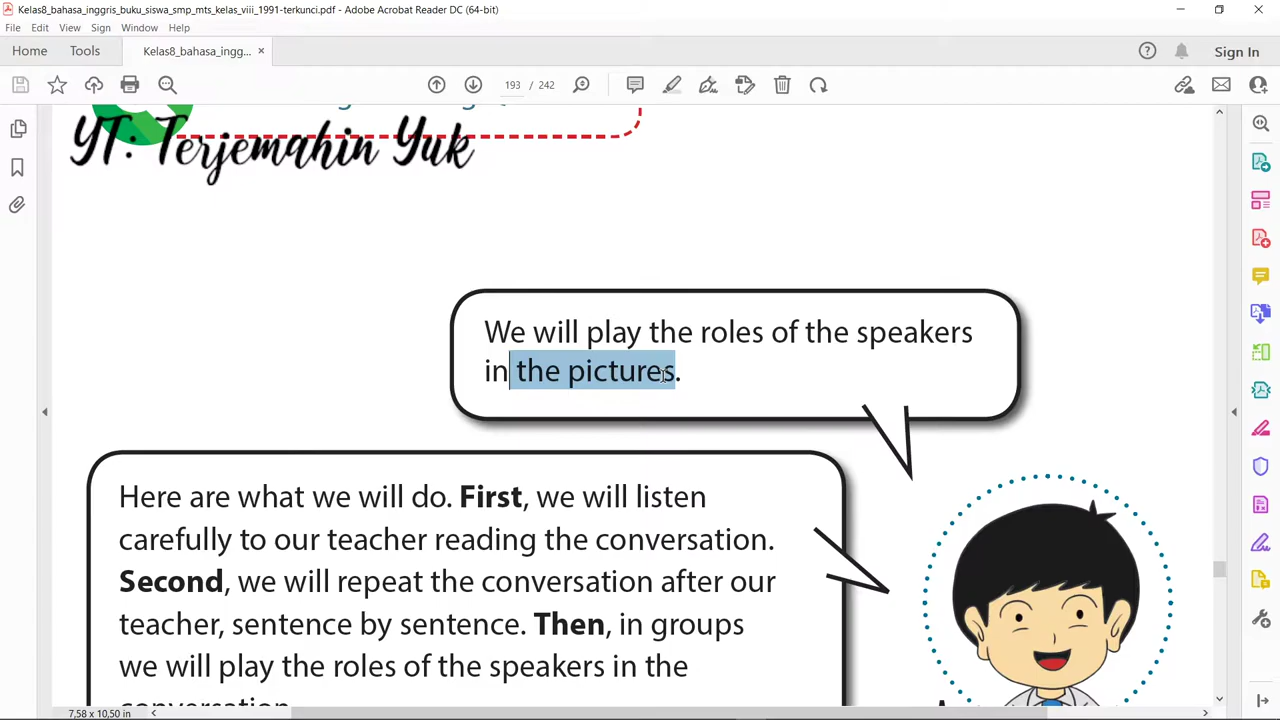 Kelas8_bahasa_inggris_buku_siswa_smp_mts_kelas_viii_1991-terkunci.pdf - Adobe Acrobat Reader DC (64-bit)
File Edit View Sign Window Help
Home Tools Kelas8_bahasa_ingg... × Sign In
193 / 242
YT: Terjemahin Yuk
We will play the roles of the speakers
in the pictures.
Here are what we will do. First, we will listen
carefully to our teacher reading the conversation.
Second, we will repeat the conversation after our
teacher, sentence by sentence. Then, in groups
we will play the roles of the speakers in the
conversation
7,58 x 10,50 in